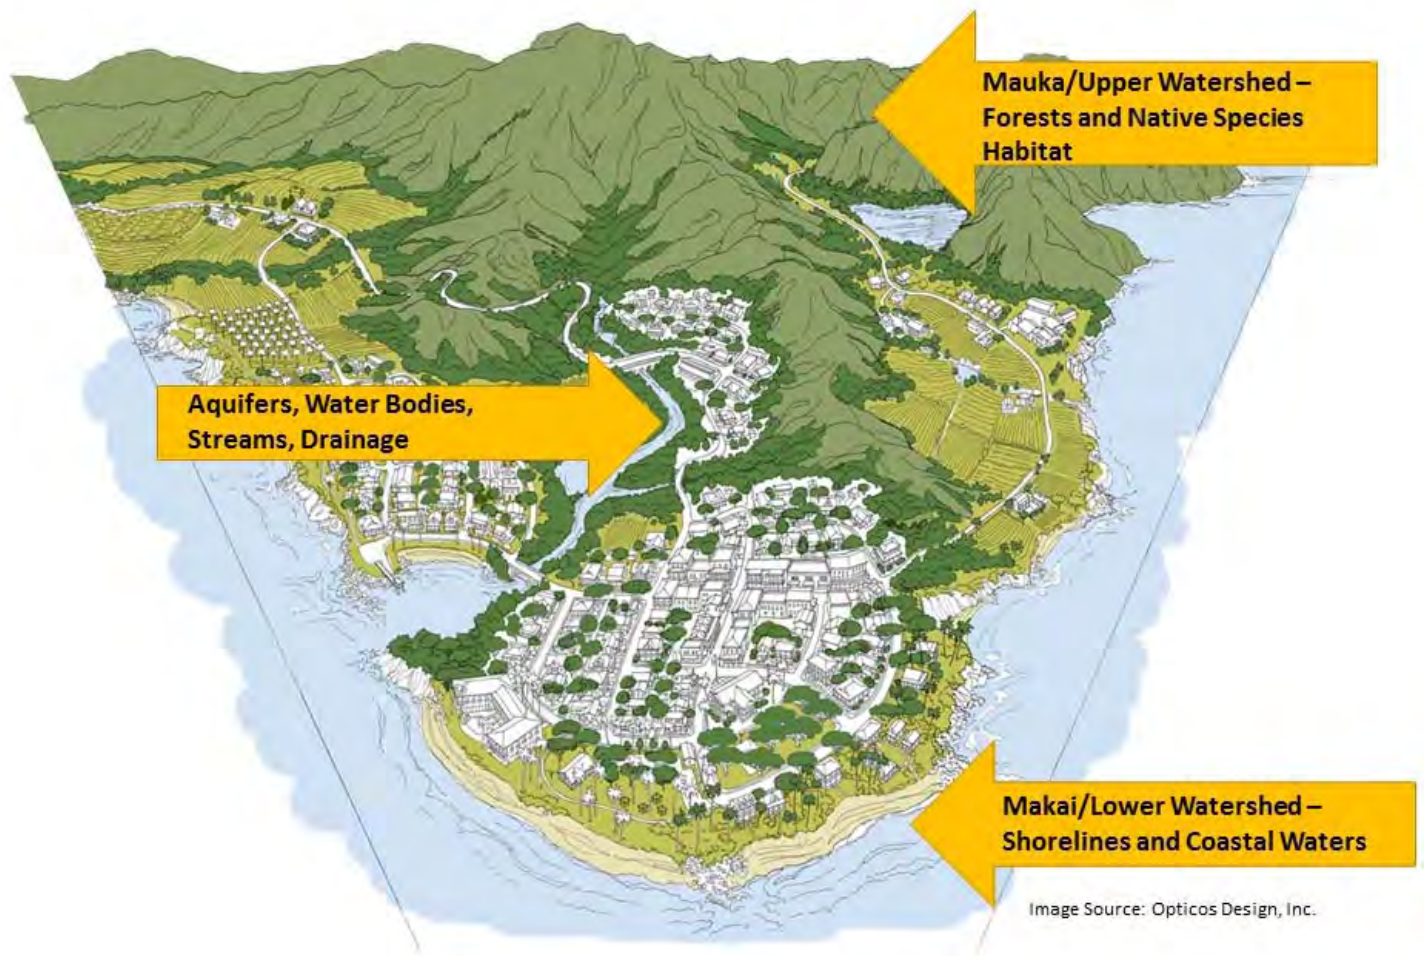 Mauka/Upper Watershed –
Forests and Native Species
Habitat
Aquifers, Water Bodies,
Streams, Drainage
Makai/Lower Watershed –
Shorelines and Coastal Waters
Image Source: Opticos Design, Inc.